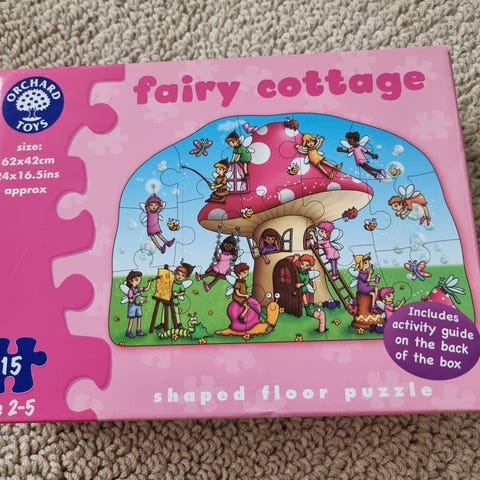 fairy cottage
ORCHARD
TOYS
size:
62x42cm
24x16.5ins
approx
Includes
activity guide
on the back
of the box
15
2-5
shaped floor puzzle